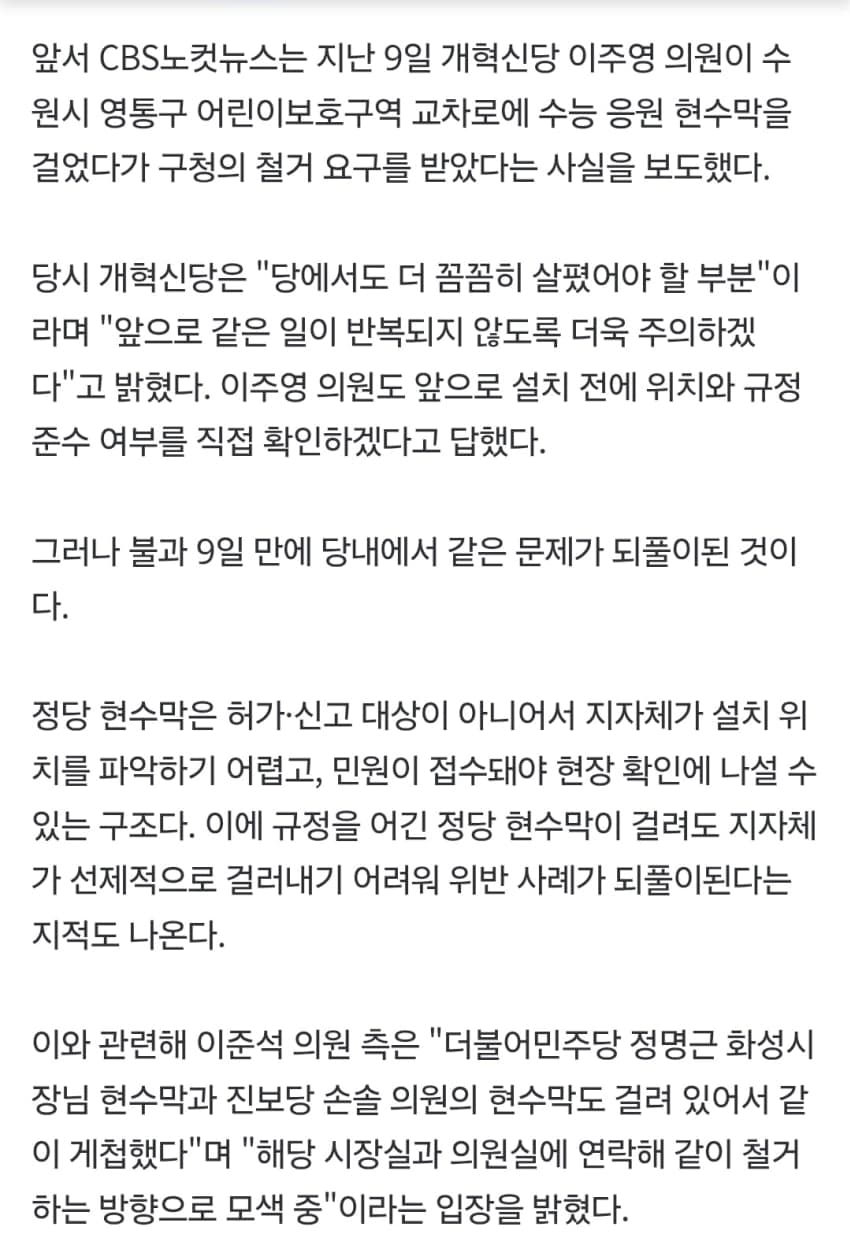 앞서 CBS노컷뉴스는 지난 9일 개혁신당 이주영 의원이 수
원시 영통구 어린이보호구역 교차로에 수능 응원 현수막을
걸었다가 구청의 철거 요구를 받았다는 사실을 보도했다.
당시 개혁신당은 "당에서도 더 꼼꼼히 살폈어야 할 부분"이
라며 "앞으로 같은 일이 반복되지 않도록 더욱 주의하겠
다"고 밝혔다. 이주영 의원도 앞으로 설치 전에 위치와 규정
준수 여부를 직접 확인하겠다고 답했다.
그러나 불과 9일 만에 당내에서 같은 문제가 되풀이된 것이
다.
정당 현수막은 허가·신고 대상이 아니어서 지자체가 설치 위
치를 파악하기 어렵고, 민원이 접수돼야 현장 확인에 나설 수
있는 구조다. 이에 규정을 어긴 정당 현수막이 걸려도 지자체
가 선제적으로 걸러내기 어려워 위반 사례가 되풀이된다는
지적도 나온다.
이와 관련해 이준석 의원 측은 "더불어민주당 정명근 화성시
장님 현수막과 진보당 손솔 의원의 현수막도 걸려 있어서 같
이 게첩했다"며 "해당 시장실과 의원실에 연락해 같이 철거
하는 방향으로 모색 중"이라는 입장을 밝혔다.